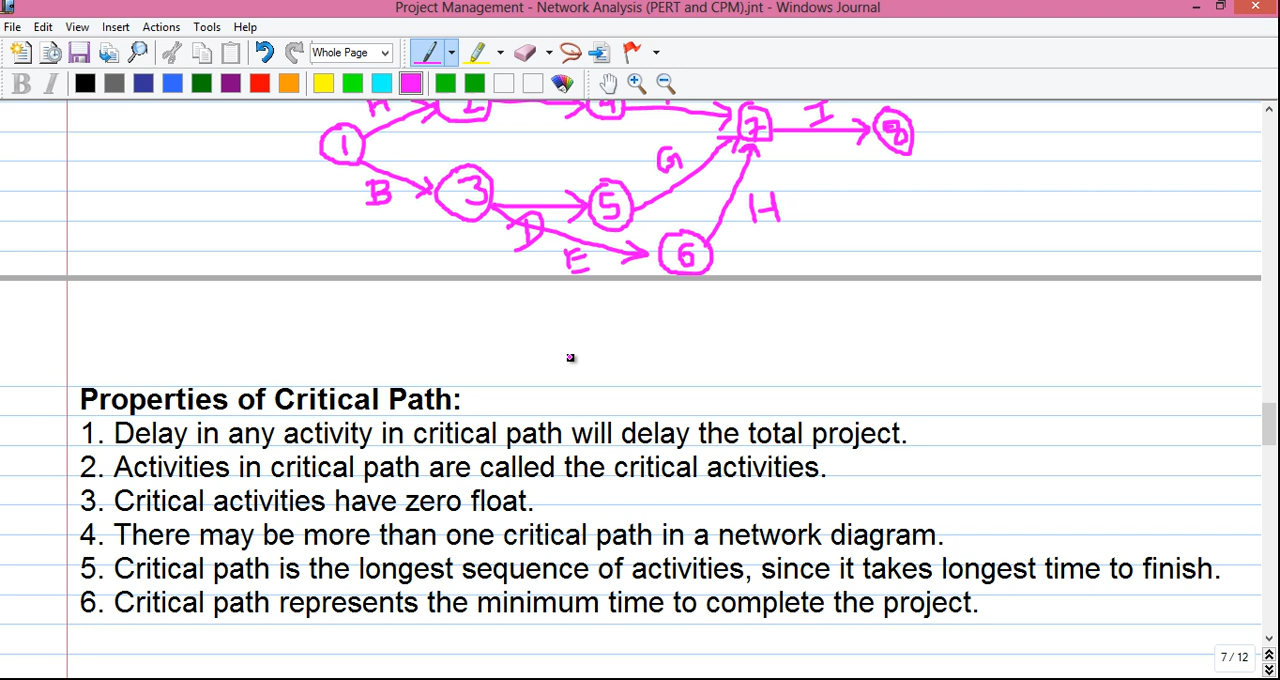 Project Management - Network Analysis (PERT and CPM).jnt - Windows Journal
File Edit View Insert Actions Tools Help
Whole Page
B I
2 4
1 7 I 8
B 3 5 G
D 6 H
E
Properties of Critical Path:
1. Delay in any activity in critical path will delay the total project.
2. Activities in critical path are called the critical activities.
3. Critical activities have zero float.
4. There may be more than one critical path in a network diagram.
5. Critical path is the longest sequence of activities, since it takes longest time to finish.
6. Critical path represents the minimum time to complete the project.
7 / 12